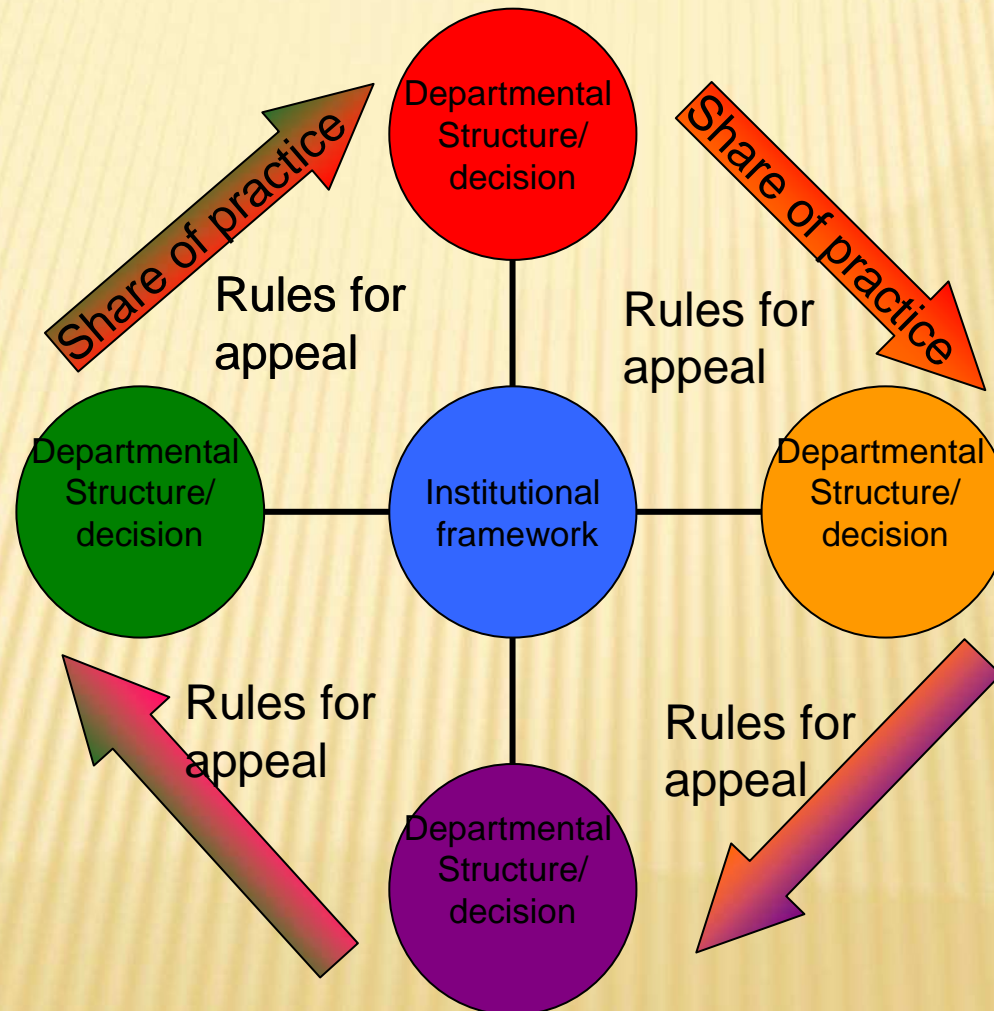 Departmental
Structure/
decision
Share of practice
Share of practice
Rules for
appeal
Rules for
appeal
Departmental
Structure/
decision
Institutional
framework
Departmental
Structure/
decision
Rules for
appeal
Rules for
appeal
Departmental
Structure/
decision